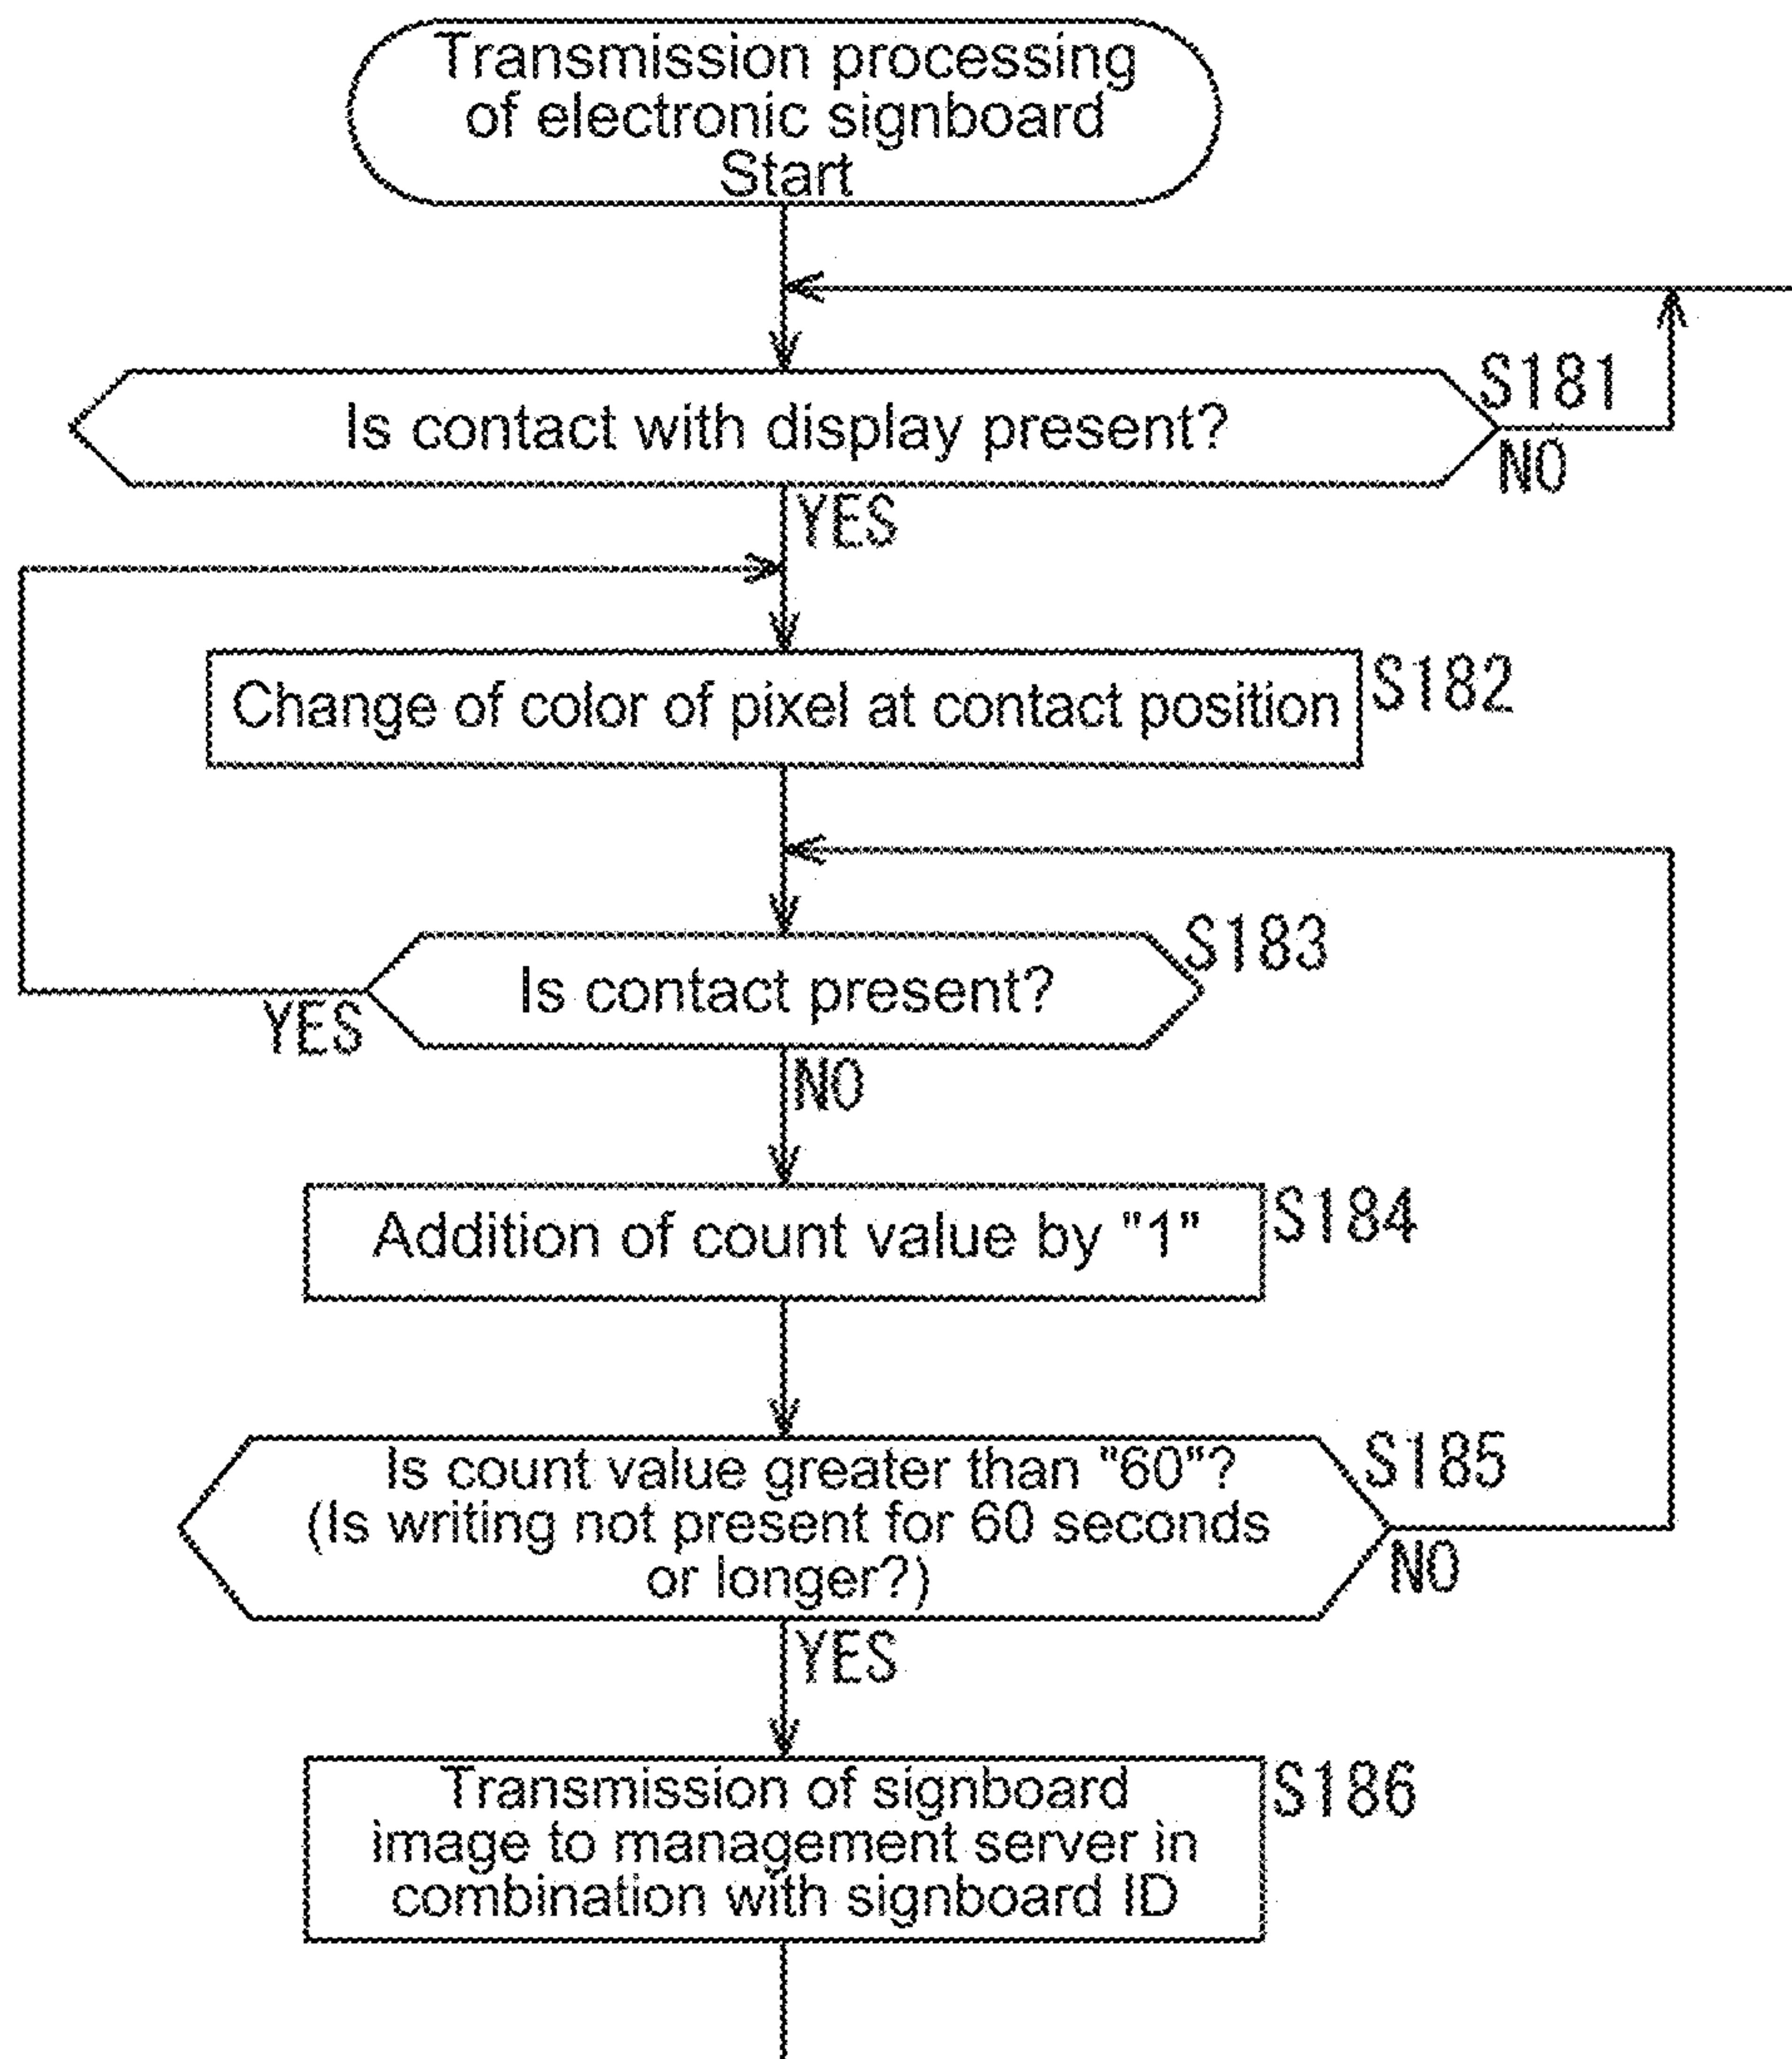 Transmission processing
of electronic signboard
Start
S181
Is contact with display present?
NO
YES
Change of color of pixel at contact position
S182
S183
Is contact present?
YES
NO
Addition of count value by "1"
S184
Is count value greater than "60"?
S185
(Is writing not present for 60 seconds
or longer?)
NO
YES
Transmission of signboard
S186
image to management server in
combination with signboard ID